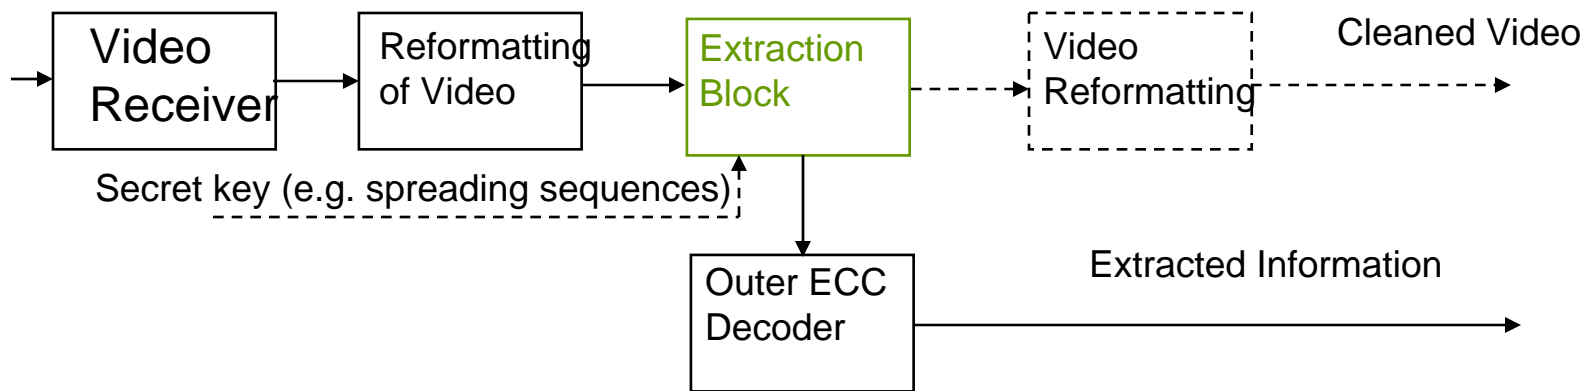 Video
Receiver
Reformatting
of Video
Extraction
Block
Video
Reformatting
Cleaned Video
Secret key (e.g. spreading sequences)
Outer ECC
Decoder
Extracted Information